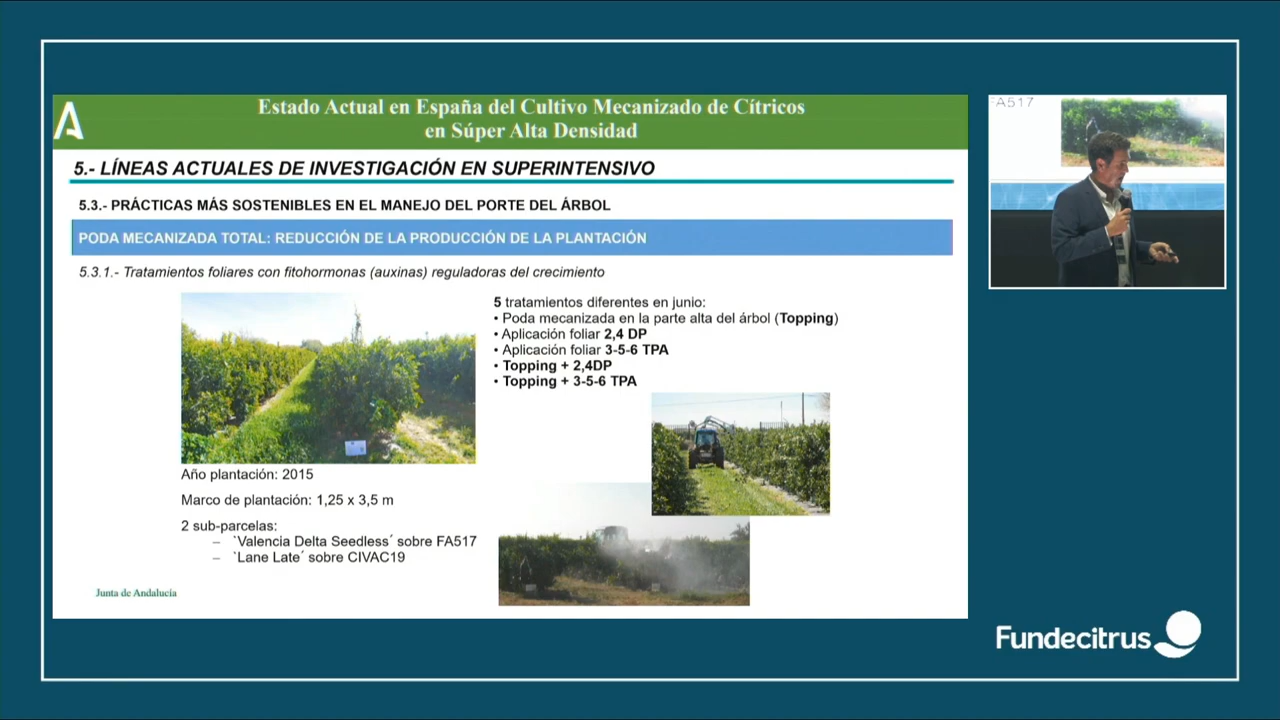 Estado Actual en España del Cultivo Mecanizado de Cítricos
en Súper Alta Densidad
5.- LÍNEAS ACTUALES DE INVESTIGACIÓN EN SUPERINTENSIVO
5.3.- PRÁCTICAS MÁS SOSTENIBLES EN EL MANEJO DEL PORTE DEL ÁRBOL
PODA MECANIZADA TOTAL: REDUCCIÓN DE LA PRODUCCIÓN DE LA PLANTACIÓN
5.3.1.- Tratamientos foliares con fitohormonas (auxinas) reguladoras del crecimiento
5 tratamientos diferentes en junio:
• Poda mecanizada en la parte alta del árbol (Topping)
• Aplicación foliar 2,4 DP
• Aplicación foliar 3-5-6 TPA
• Topping + 2,4DP
• Topping + 3-5-6 TPA
Año plantación: 2015
Marco de plantación: 1,25 x 3,5 m
2 sub-parcelas:
– `Valencia Delta Seedless´ sobre FA517
– `Lane Late´ sobre CIVAC19
Junta de Andalucía
FA517
Fundecitrus